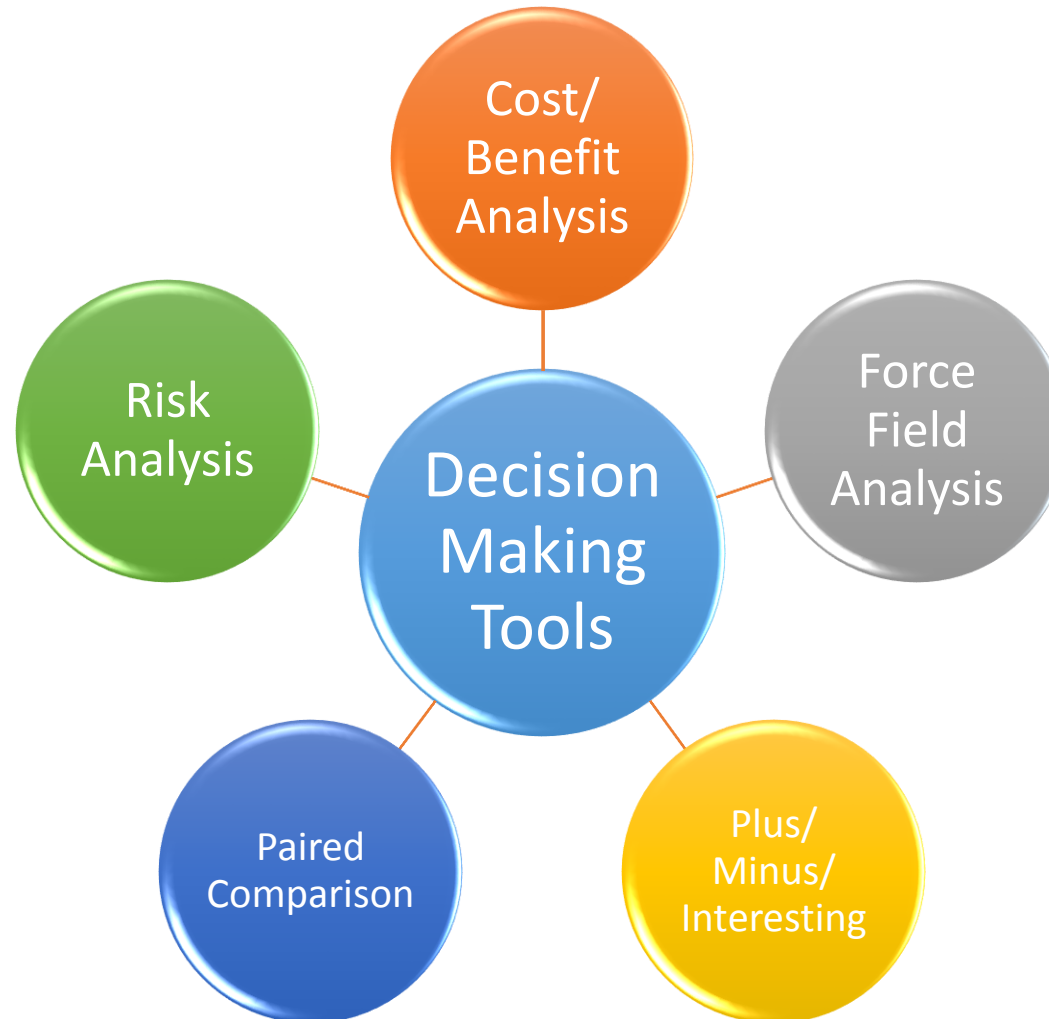 Cost/
Benefit
Analysis
Force
Field
Analysis
Plus/
Minus/
Interesting
Paired
Comparison
Risk
Analysis
Decision
Making
Tools